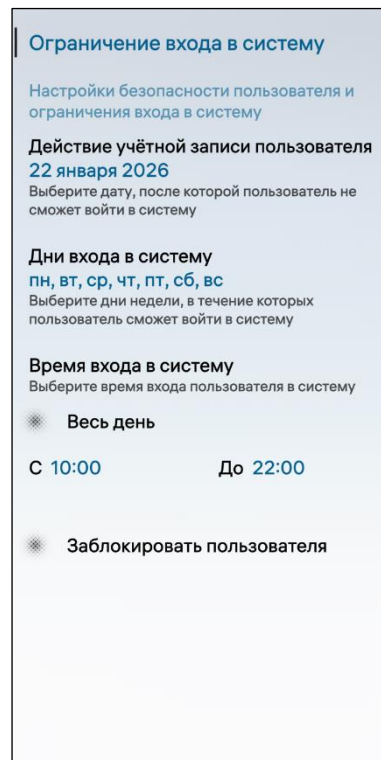 Ограничение входа в систему
Настройки безопасности пользователя и
ограничения входа в систему
Действие учётной записи пользователя
22 января 2026
Выберите дату, после которой пользователь не
сможет войти в систему
Дни входа в систему
пн, вт, ср, чт, пт, сб, вс
Выберите дни недели, в течение которых
пользователь сможет войти в систему
Время входа в систему
Выберите время входа пользователя в систему
Весь день
С 10:00 До 22:00
Заблокировать пользователя